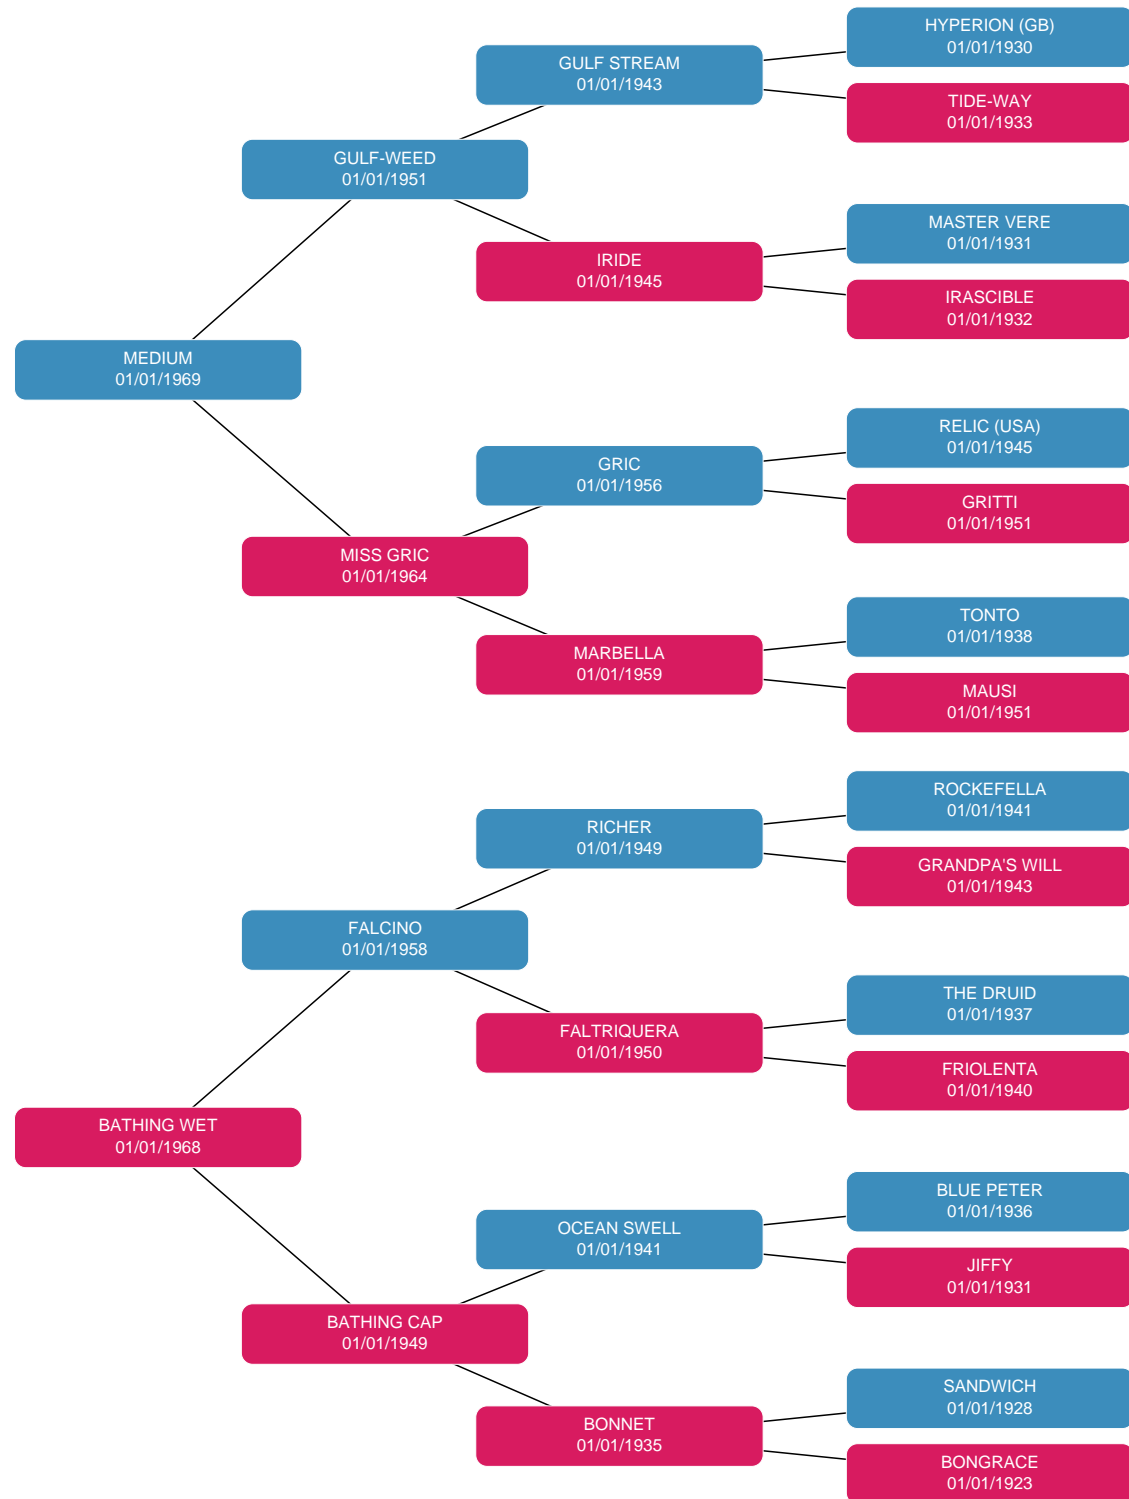 HYPERION (GB)
01/01/1930
GULF STREAM
01/01/1943
TIDE-WAY
01/01/1933
GULF-WEED
01/01/1951
MASTER VERE
01/01/1931
IRIDE
01/01/1945
IRASCIBLE
01/01/1932
MEDIUM
01/01/1969
RELIC (USA)
01/01/1945
GRIC
01/01/1956
GRITTI
01/01/1951
MISS GRIC
01/01/1964
TONTO
01/01/1938
MARBELLA
01/01/1959
MAUSI
01/01/1951
ROCKEFELLA
01/01/1941
RICHER
01/01/1949
GRANDPA'S WILL
01/01/1943
FALCINO
01/01/1958
THE DRUID
01/01/1937
FALTRIQUERA
01/01/1950
FRIOLENTA
01/01/1940
BATHING WET
01/01/1968
BLUE PETER
01/01/1936
OCEAN SWELL
01/01/1941
JIFFY
01/01/1931
BATHING CAP
01/01/1949
SANDWICH
01/01/1928
BONNET
01/01/1935
BONGRACE
01/01/1923